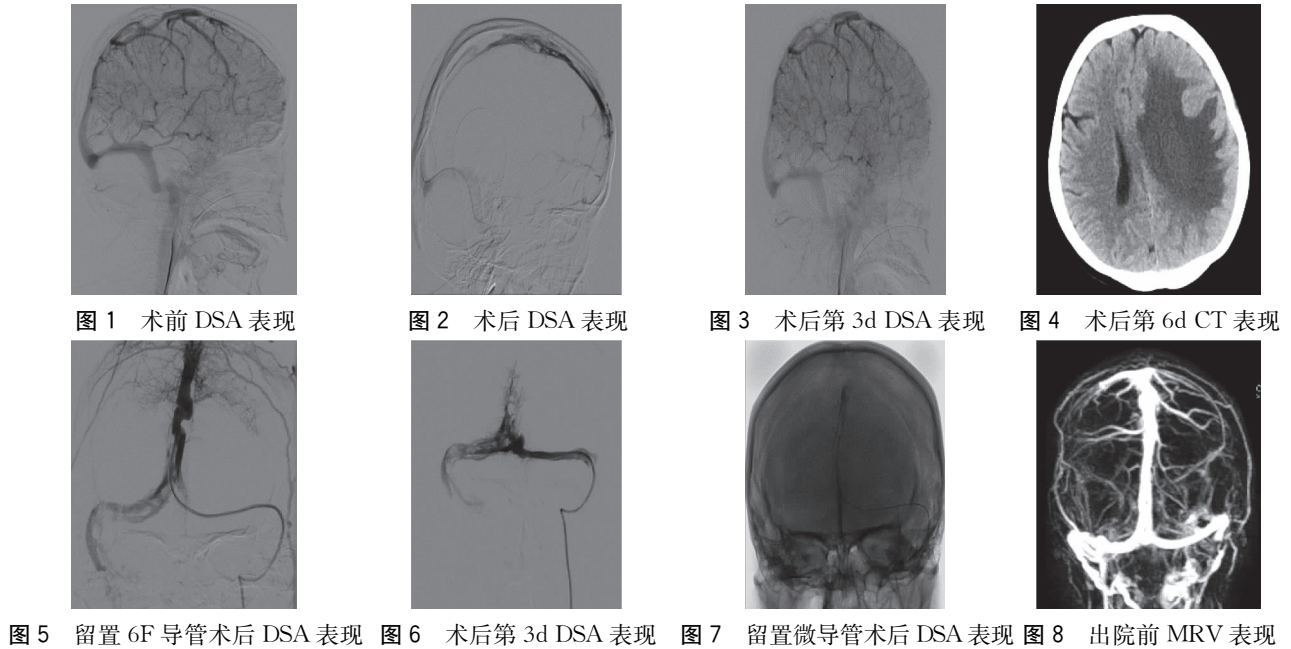 图 1 术前 DSA 表现
图 2 术后 DSA 表现
图 3 术后第 3d DSA 表现
图 4 术后第 6d CT 表现
图 5 留置 6F 导管术后 DSA 表现
图 6 术后第 3d DSA 表现
图 7 留置微导管术后 DSA 表现
图 8 出院前 MRV 表现